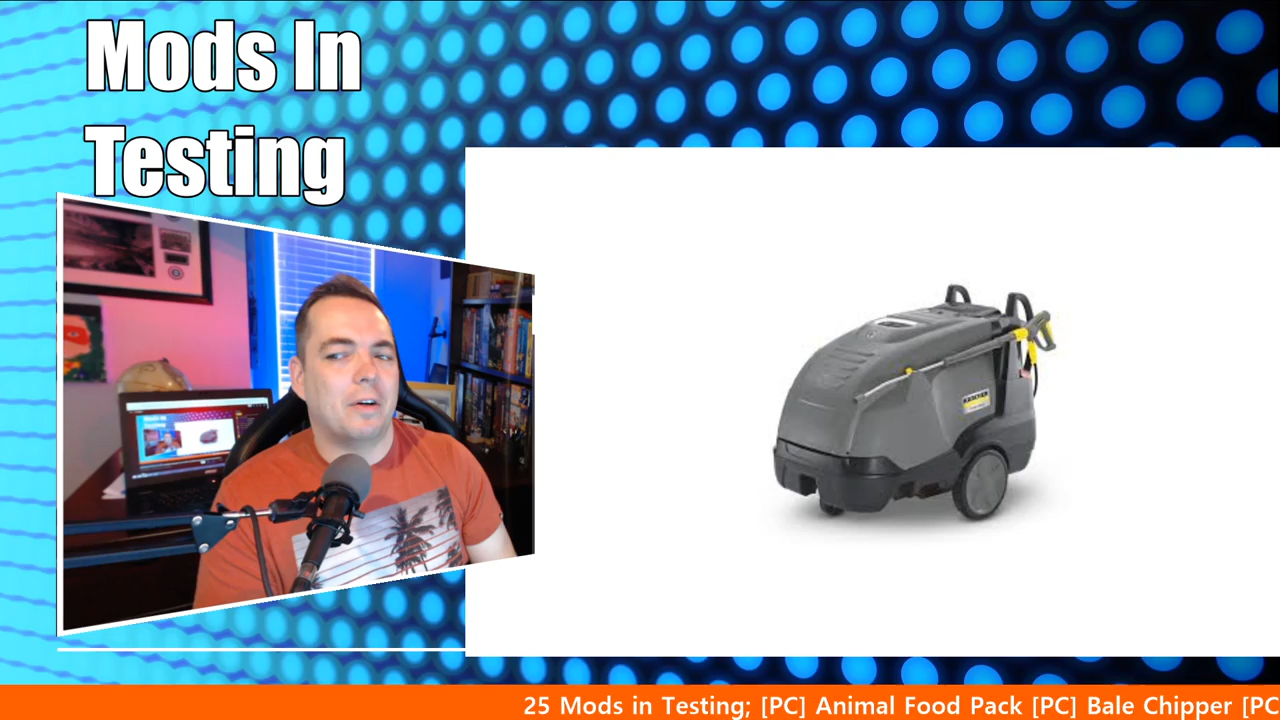 Mods In
Testing
25 Mods in Testing; [PC] Animal Food Pack [PC] Bale Chipper [PC